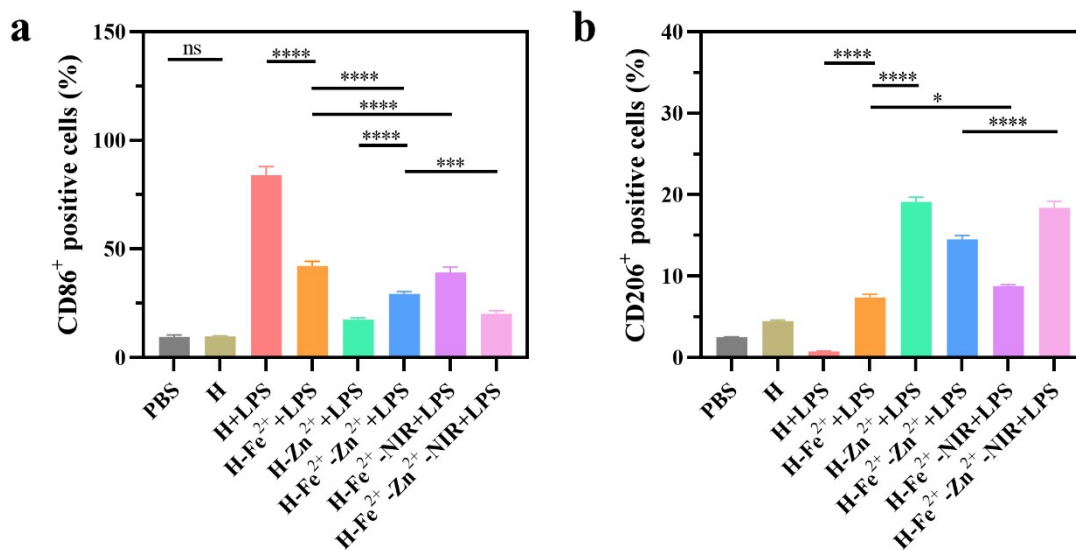 a
CD86⁺ positive cells (%)
150
100
50
0
ns
****
****
****
****
***
PBS
H
H+LPS
H-Fe²⁺+LPS
H-Zn²⁺+LPS
H-Fe²⁺-Zn²⁺+LPS
H-Fe²⁺-NIR+LPS
H-Fe²⁺-Zn²⁺-NIR+LPS
b
CD206⁺ positive cells (%)
40
30
20
10
0
****
****
*
****
PBS
H
H+LPS
H-Fe²⁺+LPS
H-Zn²⁺+LPS
H-Fe²⁺-Zn²⁺+LPS
H-Fe²⁺-NIR+LPS
H-Fe²⁺-Zn²⁺-NIR+LPS